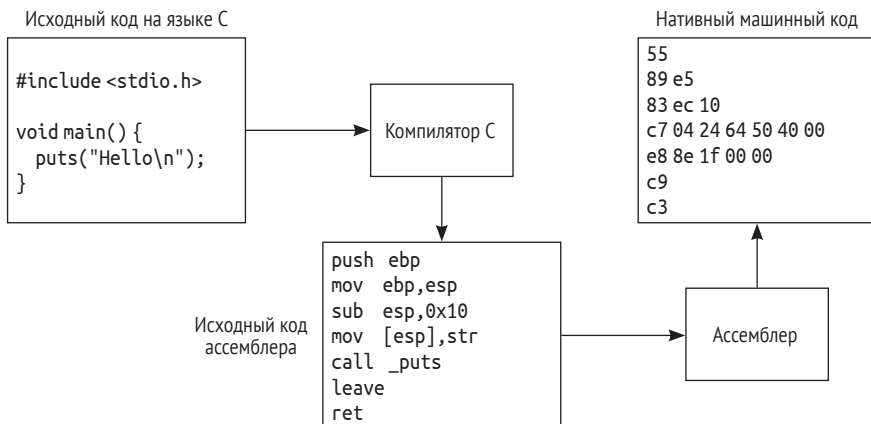 Исходный код на языке C
#include <stdio.h>
void main() {
puts("Hello\n");
}
Компилятор C
Исходный код
ассемблера
push ebp
mov ebp,esp
sub esp,0x10
mov [esp],str
call _puts
leave
ret
Ассемблер
Нативный машинный код
55
89 e5
83 ec 10
c7 04 24 64 50 40 00
e8 8e 1f 00 00
c9
c3